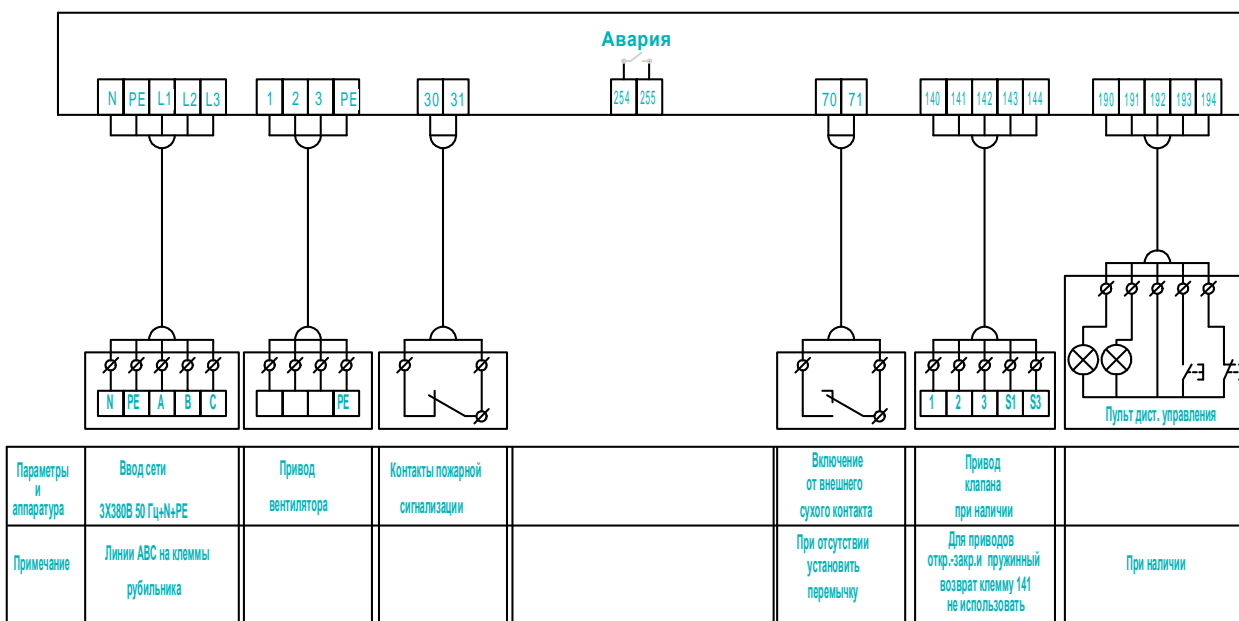 Авария
N PE L1 L2 L3 1 2 3 PE 30 31 254 255 70 71 140 141 142 143 144 190 191 192 193 194
N PE A B C PE 1 2 3 S1 S3
Пульт дист. управления
Параметры
и
аппаратура
Ввод сети
3X380В 50 Гц+N+PE
Привод
вентилятора
Контакты пожарной
сигнализации
Включение
от внешнего
сухого контакта
Привод
клапана
при наличии
Примечание
Линии ABC на клеммы
рубильника
При отсутствии
установить
перемычку
Для приводов
откр.-закр.и пружинный
возврат клемму 141
не использовать
При наличии